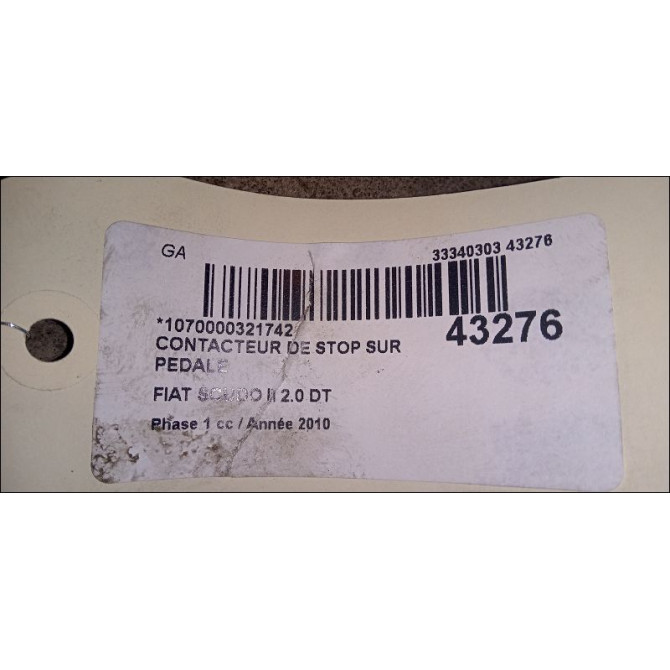 GA 33340303 43276
*1070000321742 43276
CONTACTEUR DE STOP SUR
PEDALE
FIAT SCUDO II 2.0 DT
Phase 1 cc / Année 2010